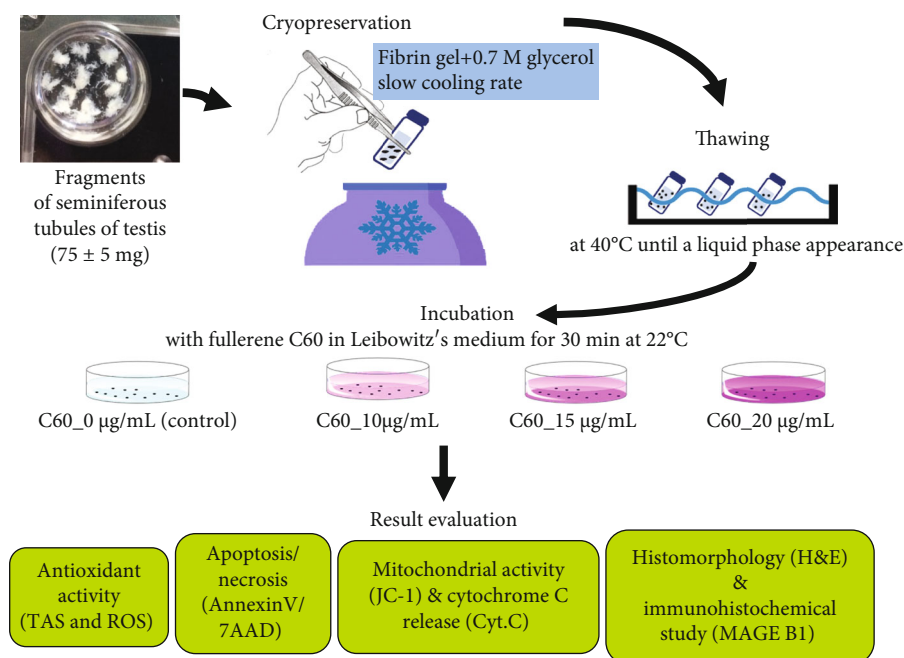 Cryopreservation
Fibrin gel+0.7 M glycerol
slow cooling rate
Fragments
of seminiferous
tubules of testis
(75 ± 5 mg)
Thawing
at 40°C until a liquid phase appearance
Incubation
with fullerene C60 in Leibowitz′s medium for 30 min at 22°C
C60_0 μg/mL (control)
C60_10μg/mL
C60_15 μg/mL
C60_20 μg/mL
Result evaluation
Antioxidant
activity
(TAS and ROS)
Apoptosis/
necrosis
(AnnexinV/
7AAD)
Mitochondrial activity
(JC-1) & cytochrome C
release (Cyt.C)
Histomorphology (H&E)
&
immunohistochemical
study (MAGE B1)